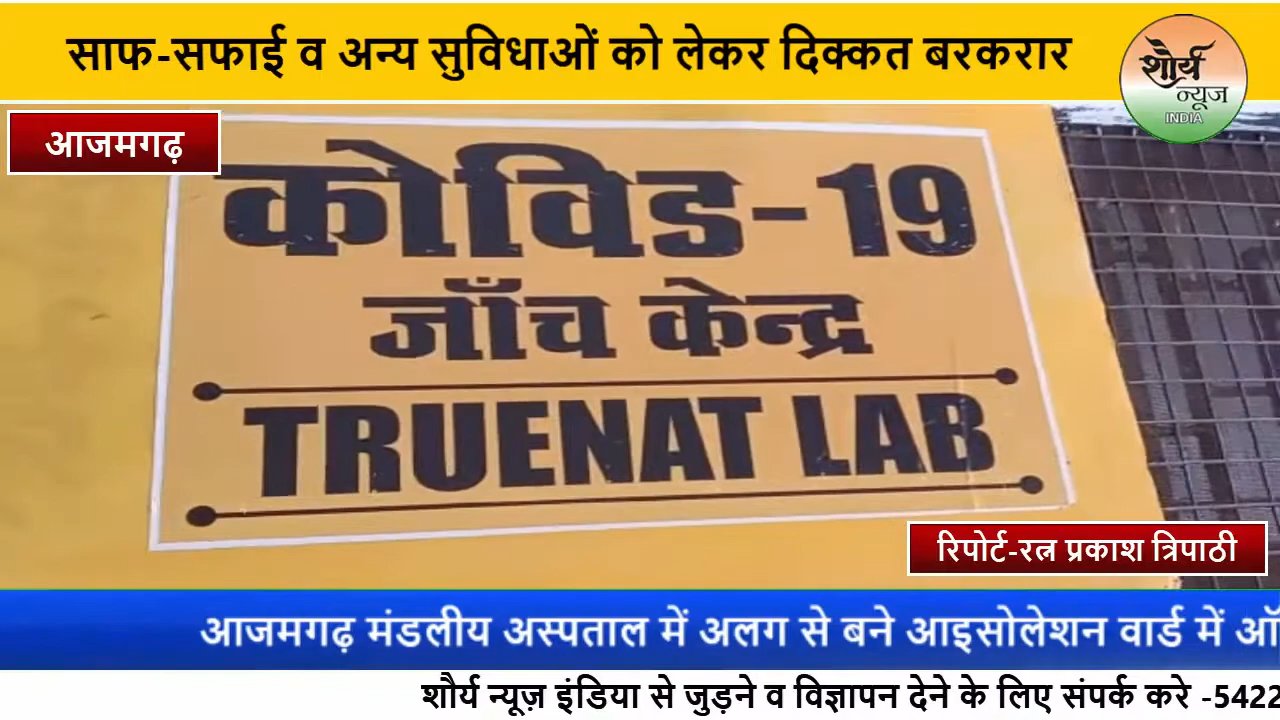 साफ-सफाई व अन्य सुविधाओं को लेकर दिक्कत बरकरार
शौर्य
न्यूज
INDIA
आजमगढ़
कोविड-19
जाँच केन्द्र
TRUENAT LAB
रिपोर्ट-रत्न प्रकाश त्रिपाठी
आजमगढ़ मंडलीय अस्पताल में अलग से बने आइसोलेशन वार्ड में ऑ
शौर्य न्यूज़ इंडिया से जुड़ने व विज्ञापन देने के लिए संपर्क करे -5422